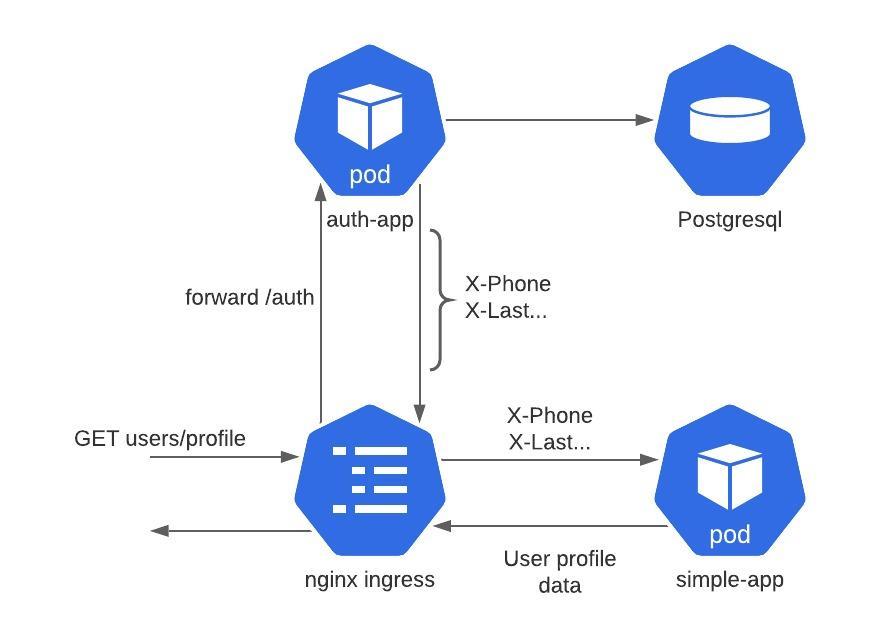 pod
auth-app
Postgresql
forward /auth
X-Phone
X-Last...
GET users/profile
X-Phone
X-Last...
nginx ingress
User profile
data
pod
simple-app